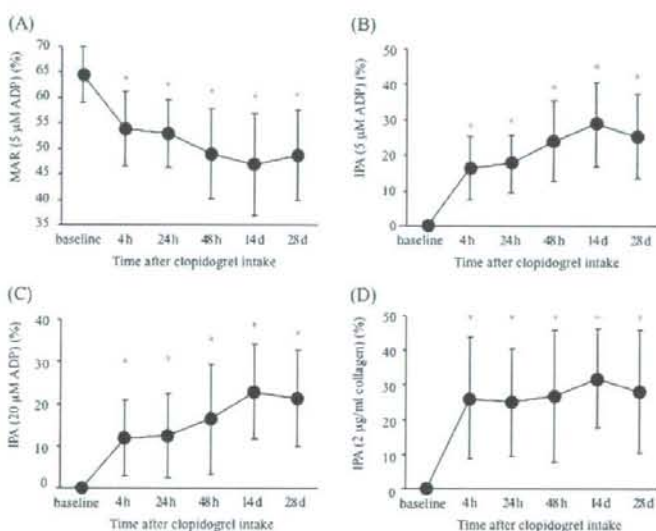 (A)
MAR (5 μM ADP) (%)
70
65
60
55
50
45
40
35
baseline 4h 24h 48h 14d 28d
Time after clopidogrel intake
(B)
IPA (5 μM ADP) (%)
50
40
30
20
10
0
baseline 4h 24h 48h 14d 28d
Time after clopidogrel intake
(C)
IPA (20 μM ADP) (%)
40
30
20
10
0
baseline 4h 24h 48h 14d 28d
Time after clopidogrel intake
(D)
IPA (2 μg/ml collagen) (%)
50
40
30
20
10
0
baseline 4h 24h 48h 14d 28d
Time after clopidogrel intake